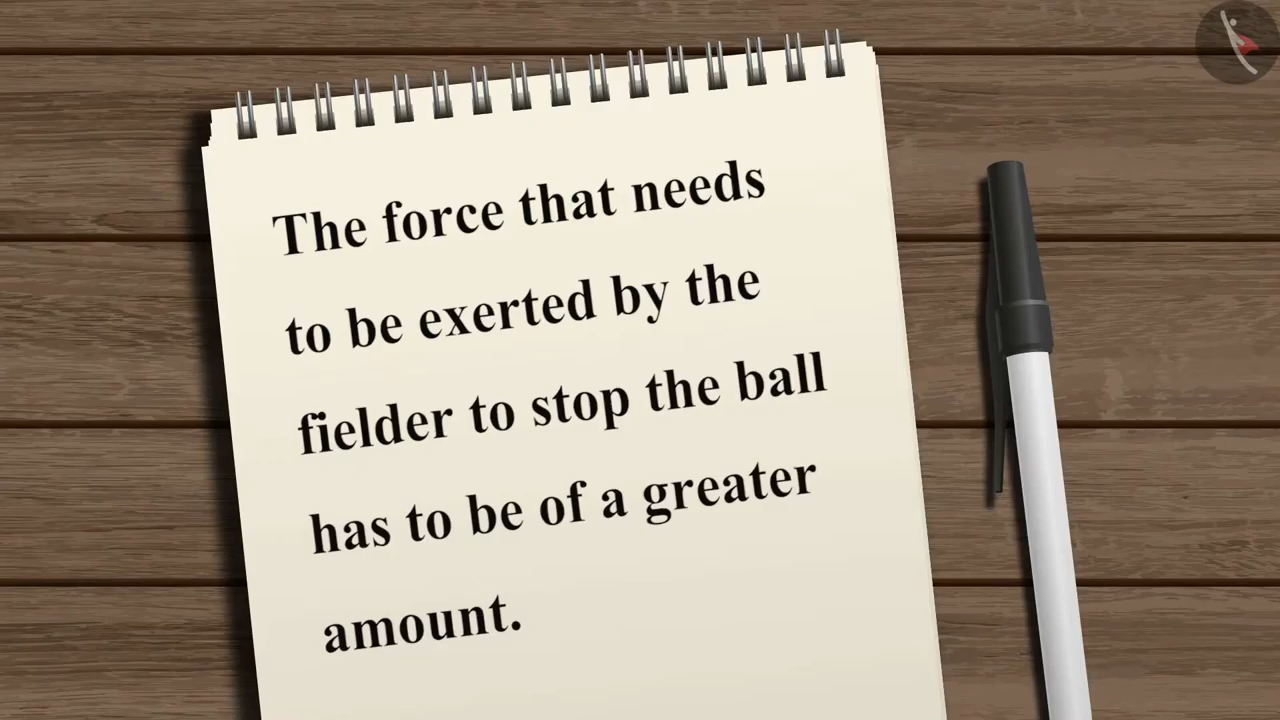 The force that needs
to be exerted by the
fielder to stop the ball
has to be of a greater
amount.